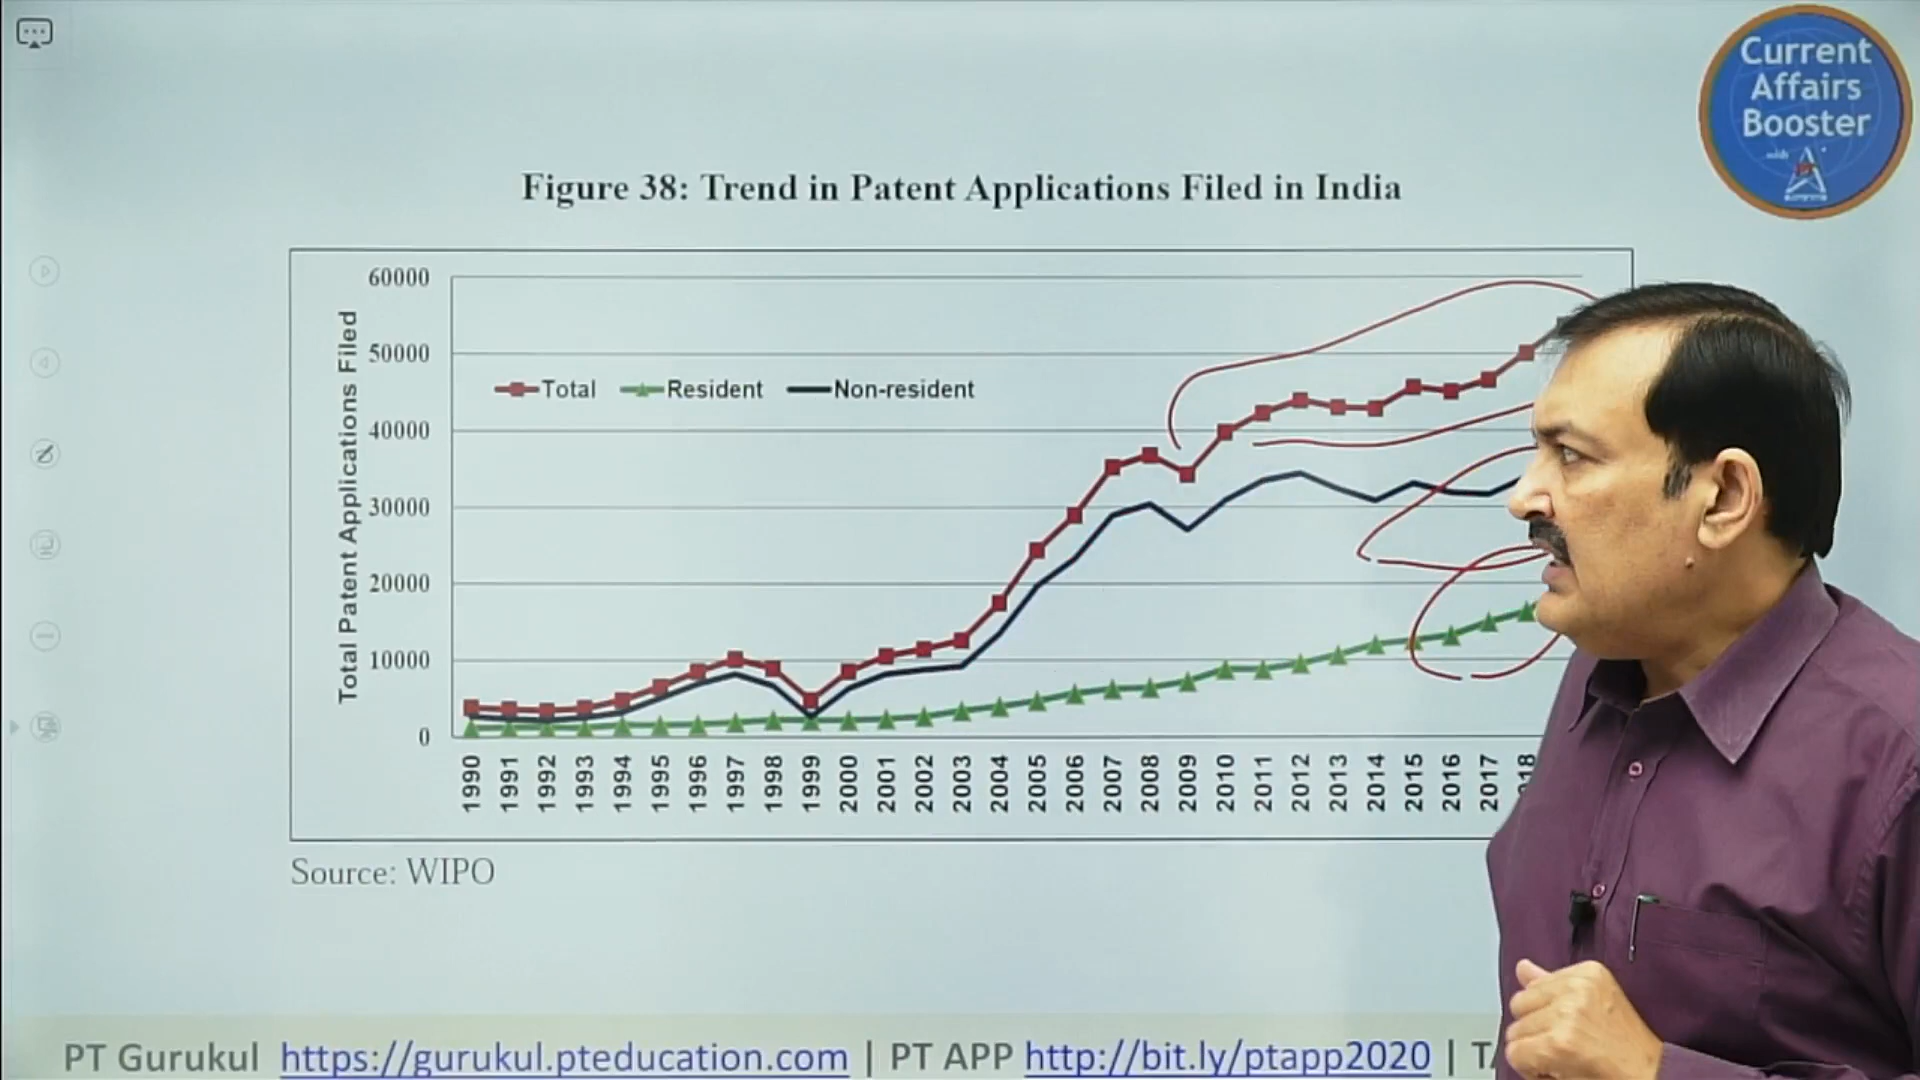 Current
Affairs
Booster
with
Figure 38: Trend in Patent Applications Filed in India
Total Patent Applications Filed
60000
50000
40000
30000
20000
10000
0
Total Resident Non-resident
1990 1991 1992 1993 1994 1995 1996 1997 1998 1999 2000 2001 2002 2003 2004 2005 2006 2007 2008 2009 2010 2011 2012 2013 2014 2015 2016 2017 2018
Source: WIPO
PT Gurukul https://gurukul.pteducation.com | PT APP http://bit.ly/ptapp2020 |